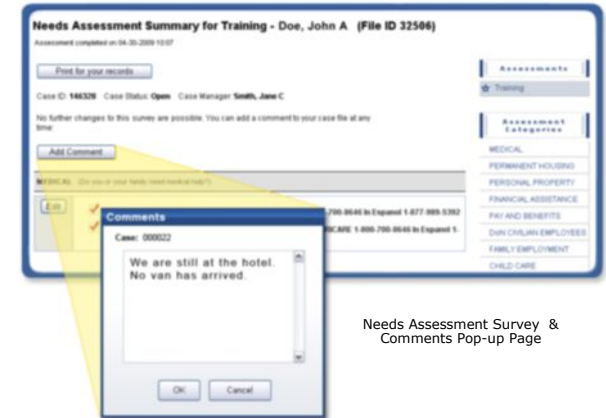 Needs Assessment Summary for Training - Doe, John A (File ID 32506)
Assessment completed on 04-30-2009 10:07
Print for your records
Case ID: 146328 Case Status: Open Case Manager: Smith, Jane C
No further changes to this survey are possible. You can add a comment to your case file at any
time
Add Comment
MEDICAL (Do you or your family need medical help?)
Edit
-700-8646 In Espanol 1-877-989-5392
ICARE 1-800-700-8646 In Espanol 1-
Assessments
Training
Assessment
Categories
MEDICAL
PERMANENT HOUSING
PERSONAL PROPERTY
FINANCIAL ASSISTANCE
PAY AND BENEFITS
DoN CIVILIAN EMPLOYEES
FAMILY EMPLOYMENT
CHILD CARE
Comments
Case: 000022
We are still at the hotel.
No van has arrived.
OK Cancel
Needs Assessment Survey &
Comments Pop-up Page